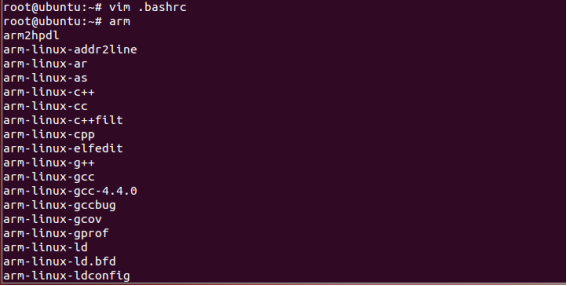 root@ubuntu:~# vim .bashrc
root@ubuntu:~# arm
arm2hpdl
arm-linux-addr2line
arm-linux-ar
arm-linux-as
arm-linux-c++
arm-linux-cc
arm-linux-c++filt
arm-linux-cpp
arm-linux-elfedit
arm-linux-g++
arm-linux-gcc
arm-linux-gcc-4.4.0
arm-linux-gccbug
arm-linux-gcov
arm-linux-gprof
arm-linux-ld
arm-linux-ld.bfd
arm-linux-ldconfig